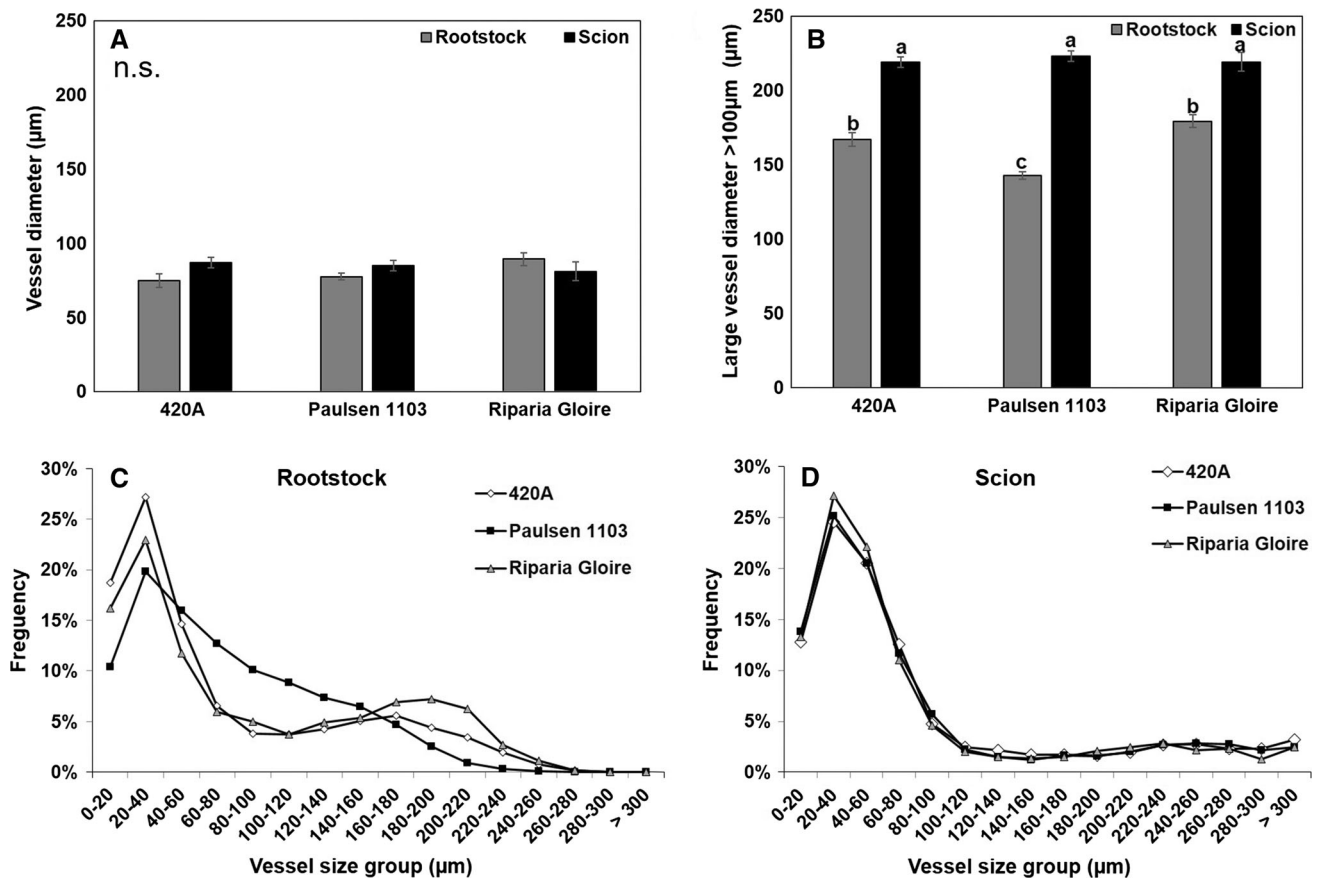 A
n.s.
Rootstock Scion
Vessel diameter (µm)
250
200
150
100
50
0
420A Paulsen 1103 Riparia Gloire
B
Rootstock Scion
Large vessel diameter >100µm (µm)
250
200
150
100
50
0
b a c a b a
420A Paulsen 1103 Riparia Gloire
C
Rootstock
420A
Paulsen 1103
Riparia Gloire
Freguency
30%
25%
20%
15%
10%
5%
0%
0-20 20-40 40-60 60-80 80-100 100-120 120-140 140-160 160-180 180-200 200-220 220-240 240-260 260-280 280-300 > 300
Vessel size group (µm)
D
Scion
420A
Paulsen 1103
Riparia Gloire
Frequency
30%
25%
20%
15%
10%
5%
0%
0-20 20-40 40-60 60-80 80-100 100-120 120-140 140-160 160-180 180-200 200-220 220-240 240-260 260-280 280-300 > 300
Vessel size group (µm)